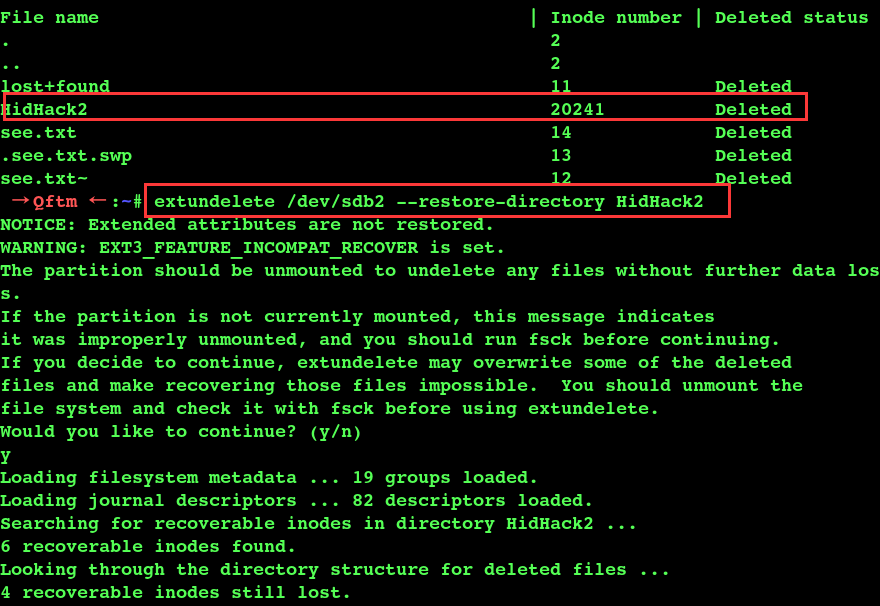 File name | Inode number | Deleted status
. 2
.. 2
lost+found 11 Deleted
HidHack2 20241 Deleted
see.txt 14 Deleted
.see.txt.swp 13 Deleted
see.txt~ 12 Deleted
→Qftm ←:~# extundelete /dev/sdb2 --restore-directory HidHack2
NOTICE: Extended attributes are not restored.
WARNING: EXT3_FEATURE_INCOMPAT_RECOVER is set.
The partition should be unmounted to undelete any files without further data los
s.
If the partition is not currently mounted, this message indicates
it was improperly unmounted, and you should run fsck before continuing.
If you decide to continue, extundelete may overwrite some of the deleted
files and make recovering those files impossible.  You should unmount the
file system and check it with fsck before using extundelete.
Would you like to continue? (y/n)
y
Loading filesystem metadata ... 19 groups loaded.
Loading journal descriptors ... 82 descriptors loaded.
Searching for recoverable inodes in directory HidHack2 ...
6 recoverable inodes found.
Looking through the directory structure for deleted files ...
4 recoverable inodes still lost.